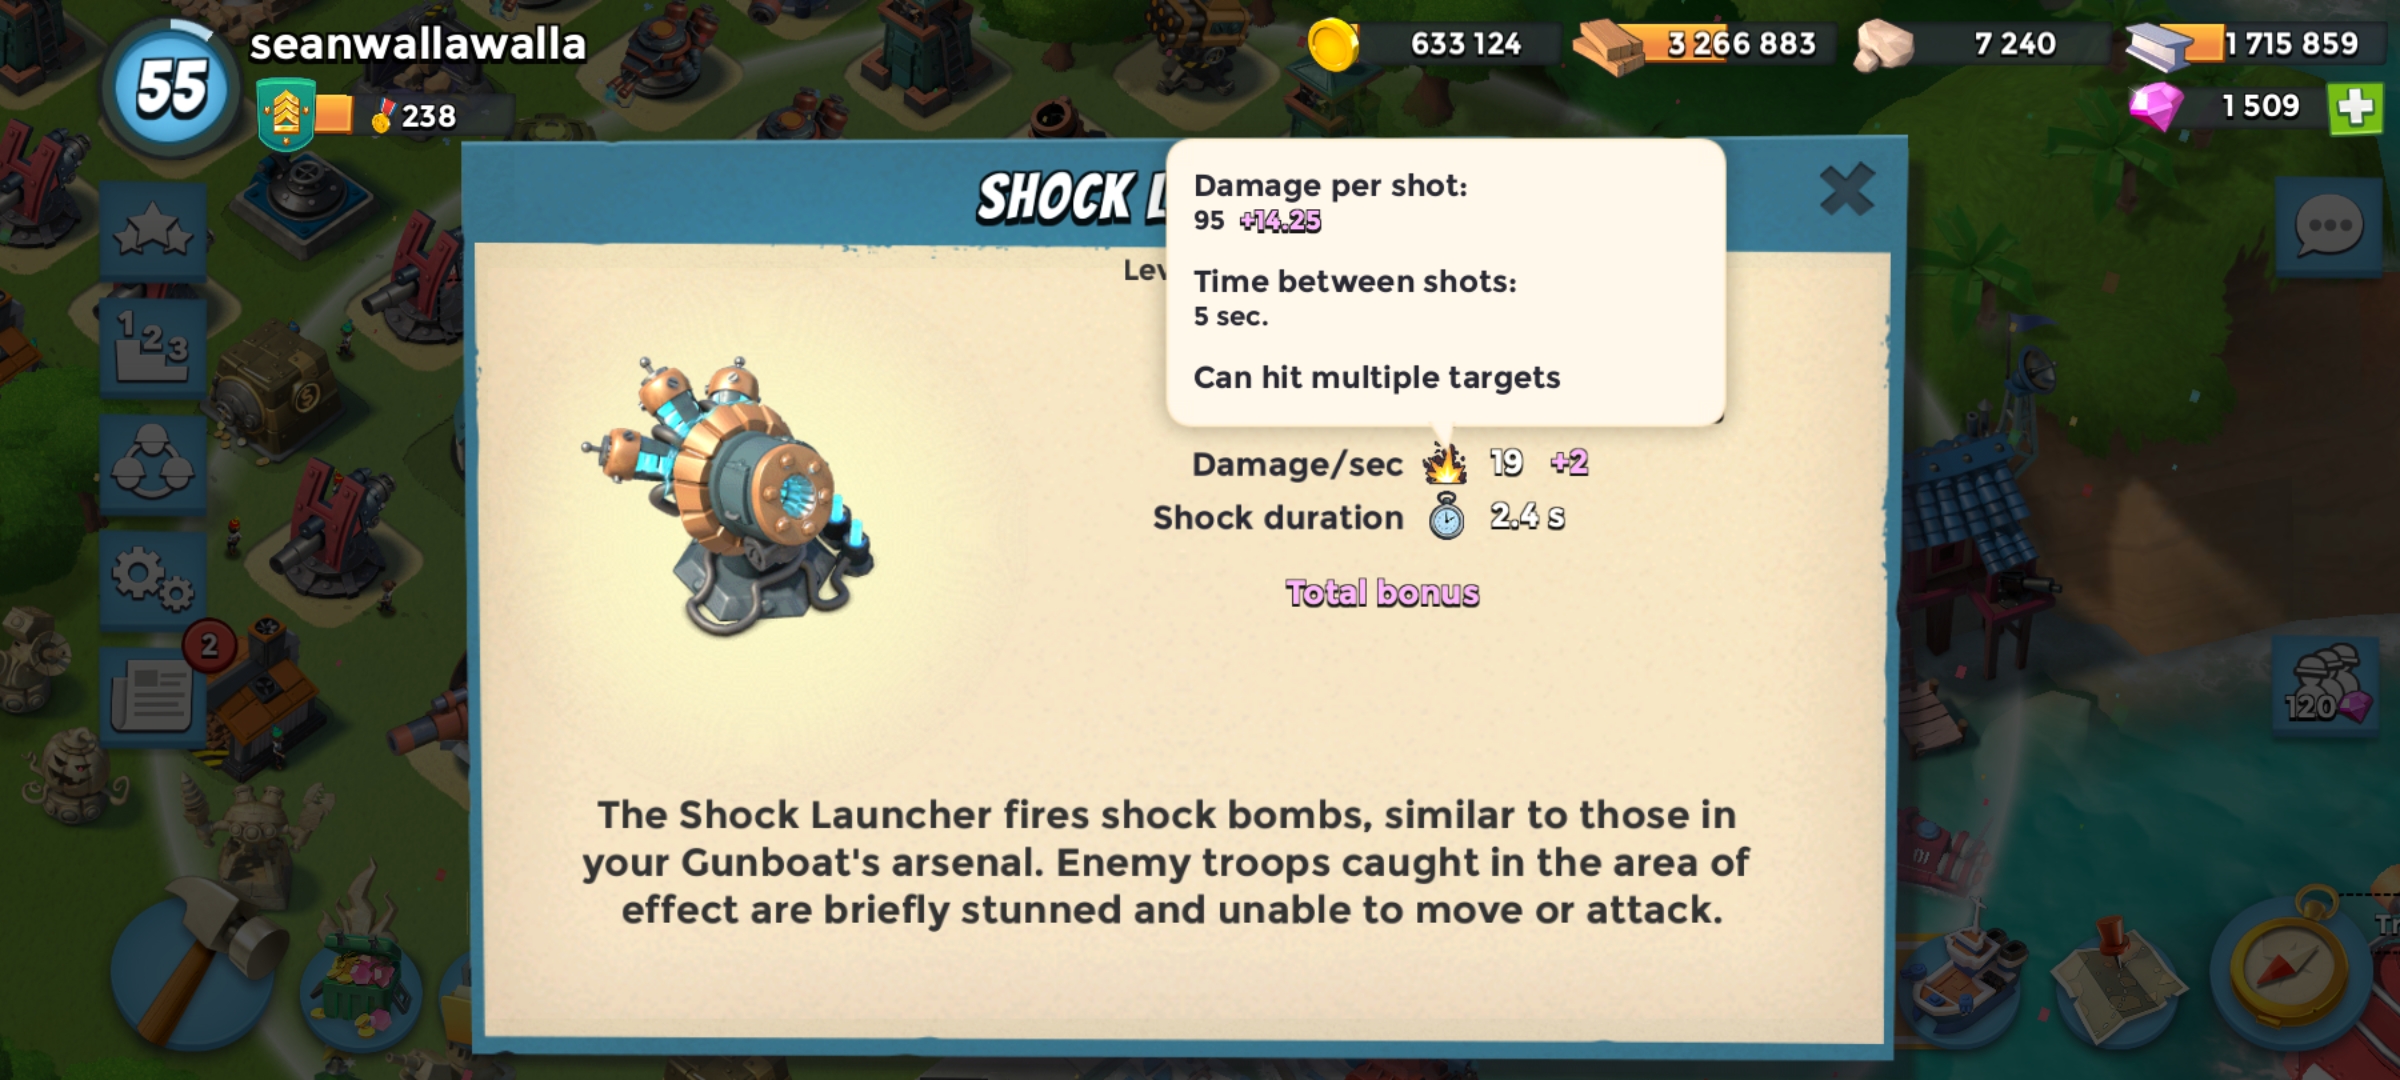 55
seanwallawalla
238
633 124
3 266 883
7 240
1 715 859
1 509
SHOCK
Damage per shot:
95 +14.25
Time between shots:
5 sec.
Can hit multiple targets
Damage/sec 19 +2
Shock duration 2.4 s
Total bonus
1 2 3
2
120
The Shock Launcher fires shock bombs, similar to those in
your Gunboat's arsenal. Enemy troops caught in the area of
effect are briefly stunned and unable to move or attack.